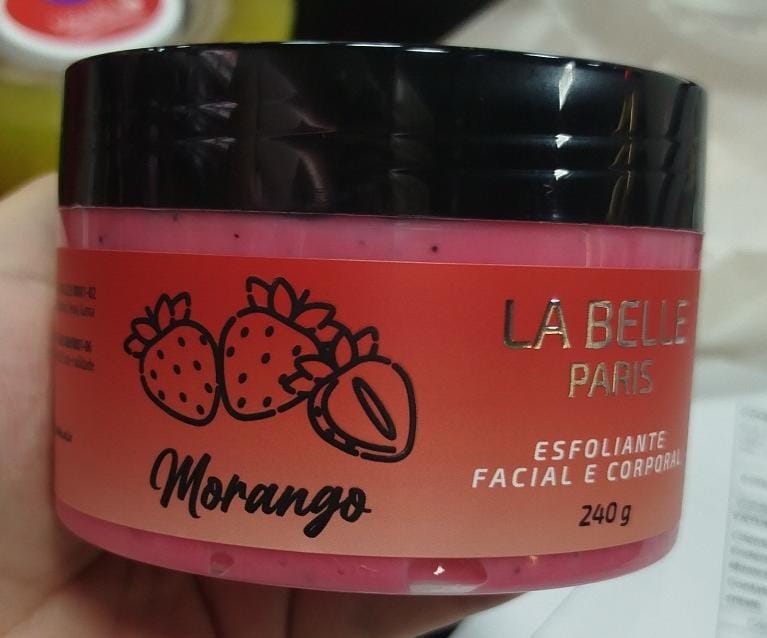 Morango
LA BELLE
PARIS
ESFOLIANTE
FACIAL E CORPORAL
240 g